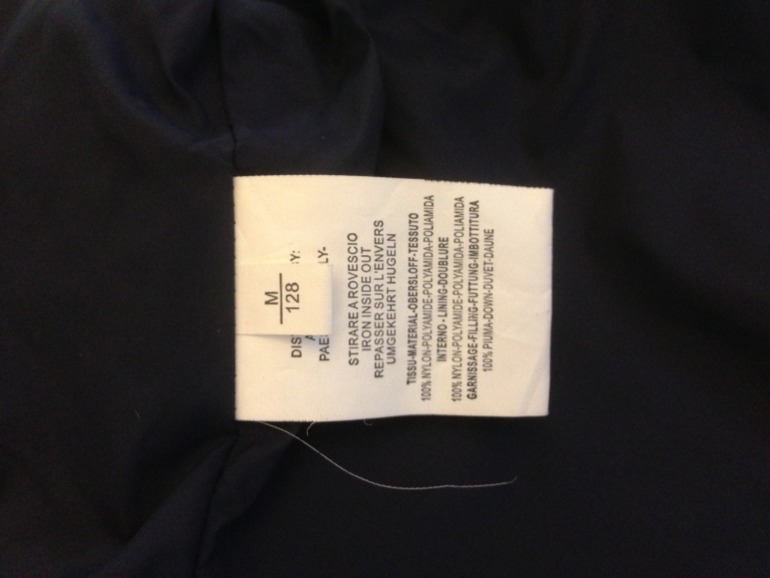 M
128
DIS Y:
A
PAE LY-
STIRARE A ROVESCIO
IRON INSIDE OUT
REPASSER SUR L'ENVERS
UMGEKEHRT HUGELN
TISSU-MATERIAL-OBERSLOFF-TESSUTO
100% NYLON-POLYAMIDE-POLYAMIDA-POLIAMIDA
INTERNO - LINING-DOUBLURE
100% NYLON-POLYAMIDE-POLYAMIDA-POLIAMIDA
GARNISSAGE-FILLING-FUTTUNG-IMBOTTITURA
100% PIUMA-DOWN-DUVET-DAUNE